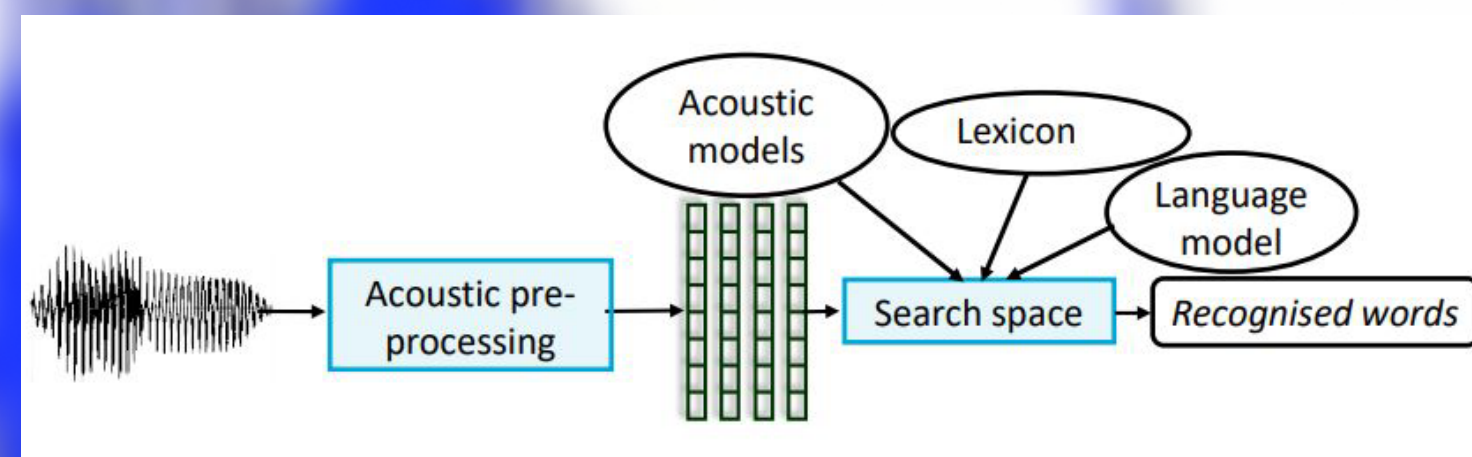 Acoustic
models
Lexicon
Language
model
Acoustic pre-
processing
Search space
Recognised words